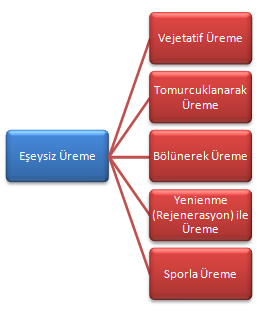 Eşeysiz Üreme
Vejetatif Üreme
Tomurcuklanarak
Üreme
Bölünerek Üreme
Yenienme
(Rejenerasyon) ile
Üreme
Sporla Üreme